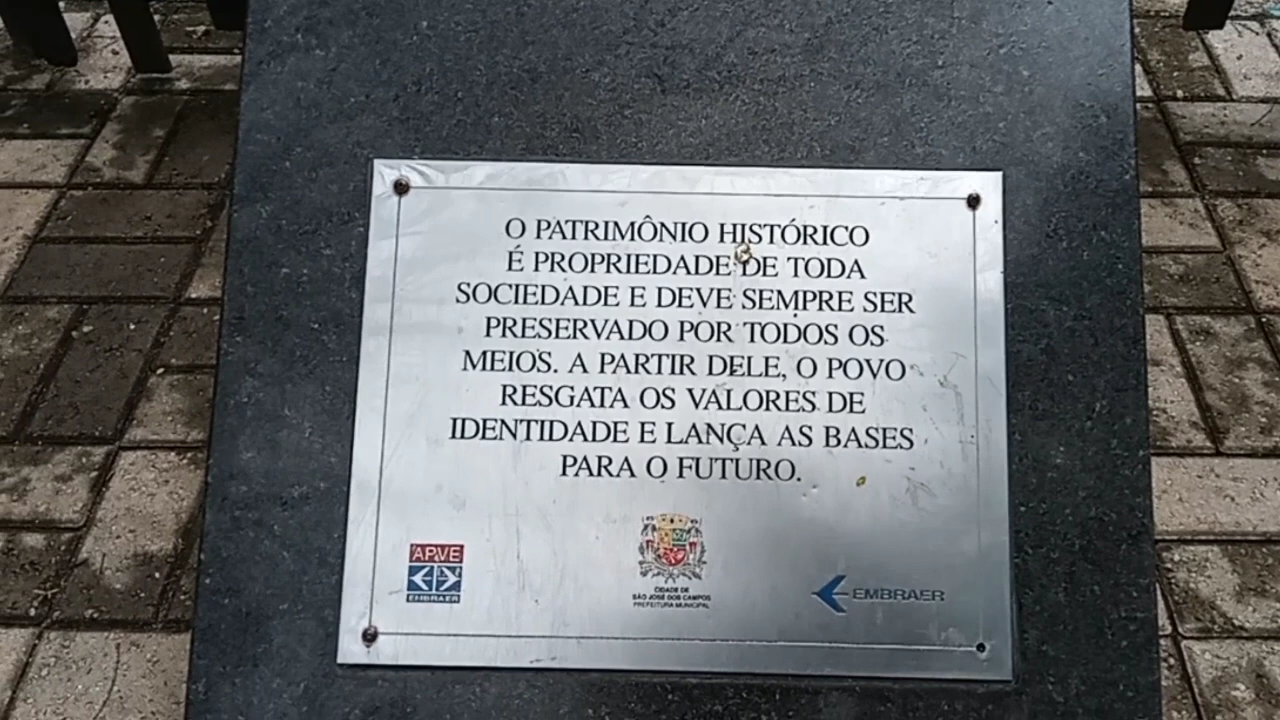 O PATRIMÔNIO HISTÓRICO
É PROPRIEDADE DE TODA
SOCIEDADE E DEVE SEMPRE SER
PRESERVADO POR TODOS OS
MEIOS. A PARTIR DELE, O POVO
RESGATA OS VALORES DE
IDENTIDADE E LANÇA AS BASES
PARA O FUTURO.
APVE
EMBRAER
CIDADE DE
SÃO JOSÉ DOS CAMPOS
PREFEITURA MUNICIPAL
EMBRAER